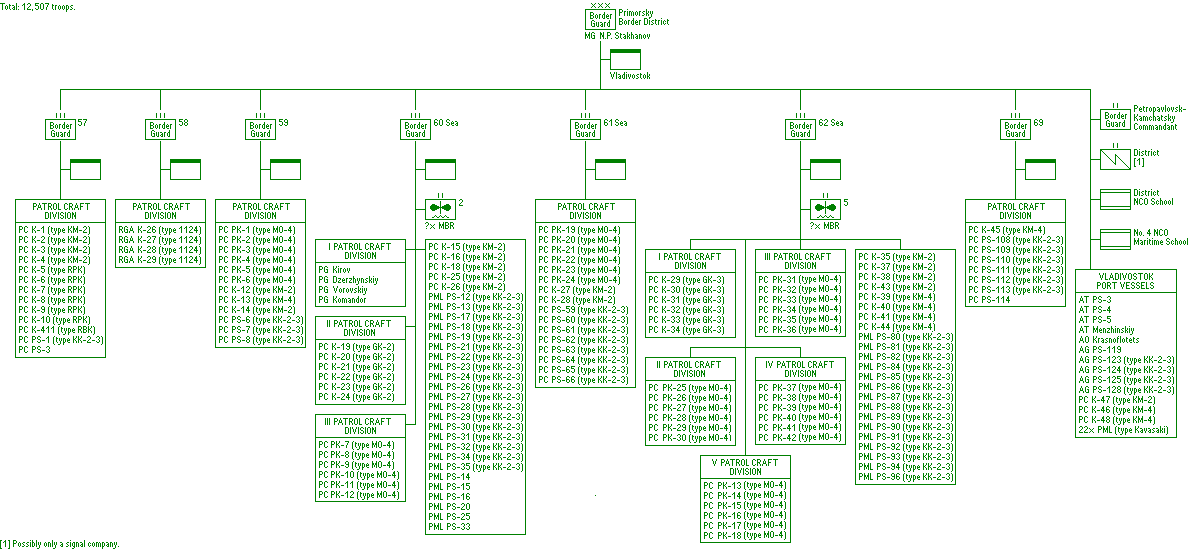 Total: 12,507 troops.
×××
Border
Guard
Primorsky
Border District
MG N.P. Stakhanov
Vladivostok
III
Border
Guard
57
PATROL CRAFT
DIVISION
PC K-1 (type KM-2)
PC K-2 (type KM-2)
PC K-3 (type KM-2)
PC K-4 (type KM-2)
PC K-5 (type RPK)
PC K-6 (type RPK)
PC K-7 (type RPK)
PC K-8 (type RPK)
PC K-9 (type RPK)
PC K-10 (type RPK)
PC K-411 (type RBK)
PC PS-1 (type KK-2-3)
PC PS-3
III
Border
Guard
58
PATROL CRAFT
DIVISION
RGA K-26 (type 1124)
RGA K-27 (type 1124)
RGA K-28 (type 1124)
RGA K-29 (type 1124)
III
Border
Guard
59
PATROL CRAFT
DIVISION
PC PK-1 (type MO-4)
PC PK-2 (type MO-4)
PC PK-3 (type MO-4)
PC PK-4 (type MO-4)
PC PK-5 (type MO-4)
PC PK-6 (type MO-4)
PC K-12 (type KM-2)
PC K-13 (type KM-4)
PC K-14 (type KM-2)
PC PS-6 (type KK-2-3)
PC PS-7 (type KK-2-3)
PC PS-8 (type KK-2-3)
III
Border
Guard
60 Sea
II
2
?× MBR
I PATROL CRAFT
DIVISION
PG Kirov
PG Dzerzhynskiy
PG Vorovskiy
PG Komandor
II PATROL CRAFT
DIVISION
PC K-19 (type GK-2)
PC K-20 (type GK-2)
PC K-21 (type GK-2)
PC K-22 (type GK-2)
PC K-23 (type GK-2)
PC K-24 (type GK-2)
III PATROL CRAFT
DIVISION
PC PK-7 (type MO-4)
PC PK-8 (type MO-4)
PC PK-9 (type MO-4)
PC PK-10 (type MO-4)
PC PK-11 (type MO-4)
PC PK-12 (type MO-4)
PC K-15 (type KM-2)
PC K-16 (type KM-2)
PC K-18 (type KM-2)
PC K-25 (type KM-2)
PC K-26 (type KM-2)
PML PS-12 (type KK-2-3)
PML PS-13 (type KK-2-3)
PML PS-17 (type KK-2-3)
PML PS-18 (type KK-2-3)
PML PS-19 (type KK-2-3)
PML PS-21 (type KK-2-3)
PML PS-22 (type KK-2-3)
PML PS-23 (type KK-2-3)
PML PS-24 (type KK-2-3)
PML PS-26 (type KK-2-3)
PML PS-27 (type KK-2-3)
PML PS-28 (type KK-2-3)
PML PS-29 (type KK-2-3)
PML PS-30 (type KK-2-3)
PML PS-31 (type KK-2-3)
PML PS-32 (type KK-2-3)
PML PS-34 (type KK-2-3)
PML PS-35 (type KK-2-3)
PML PS-14
PML PS-15
PML PS-16
PML PS-20
PML PS-25
PML PS-33
III
Border
Guard
61 Sea
PATROL CRAFT
DIVISION
PC PK-19 (type MO-4)
PC PK-20 (type MO-4)
PC PK-21 (type MO-4)
PC PK-22 (type MO-4)
PC PK-23 (type MO-4)
PC PK-24 (type MO-4)
PC K-27 (type KM-2)
PC K-28 (type KM-2)
PC PS-59 (type KK-2-3)
PC PS-60 (type KK-2-3)
PC PS-61 (type KK-2-3)
PC PS-62 (type KK-2-3)
PC PS-63 (type KK-2-3)
PC PS-64 (type KK-2-3)
PC PS-65 (type KK-2-3)
PC PS-66 (type KK-2-3)
III
Border
Guard
62 Sea
II
5
?× MBR
I PATROL CRAFT
DIVISION
PC K-29 (type GK-3)
PC K-30 (type GK-3)
PC K-31 (type GK-3)
PC K-32 (type GK-3)
PC K-33 (type GK-3)
PC K-34 (type GK-3)
II PATROL CRAFT
DIVISION
PC PK-25 (type MO-4)
PC PK-26 (type MO-4)
PC PK-27 (type MO-4)
PC PK-28 (type MO-4)
PC PK-29 (type MO-4)
PC PK-30 (type MO-4)
III PATROL CRAFT
DIVISION
PC PK-31 (type MO-4)
PC PK-32 (type MO-4)
PC PK-33 (type MO-4)
PC PK-34 (type MO-4)
PC PK-35 (type MO-4)
PC PK-36 (type MO-4)
IV PATROL CRAFT
DIVISION
PC PK-37 (type MO-4)
PC PK-38 (type MO-4)
PC PK-39 (type MO-4)
PC PK-40 (type MO-4)
PC PK-41 (type MO-4)
PC PK-42 (type MO-4)
V PATROL CRAFT
DIVISION
PC PK-13 (type MO-4)
PC PK-14 (type MO-4)
PC PK-15 (type MO-4)
PC PK-16 (type MO-4)
PC PK-17 (type MO-4)
PC PK-18 (type MO-4)
PC K-35 (type KM-2)
PC K-37 (type KM-2)
PC K-38 (type KM-2)
PC K-43 (type KM-2)
PC K-39 (type KM-4)
PC K-40 (type KM-4)
PC K-41 (type KM-4)
PC K-44 (type KM-4)
PML PS-80 (type KK-2-3)
PML PS-81 (type KK-2-3)
PML PS-82 (type KK-2-3)
PML PS-84 (type KK-2-3)
PML PS-85 (type KK-2-3)
PML PS-86 (type KK-2-3)
PML PS-87 (type KK-2-3)
PML PS-88 (type KK-2-3)
PML PS-89 (type KK-2-3)
PML PS-90 (type KK-2-3)
PML PS-91 (type KK-2-3)
PML PS-92 (type KK-2-3)
PML PS-93 (type KK-2-3)
PML PS-94 (type KK-2-3)
PML PS-96 (type KK-2-3)
III
Border
Guard
69
PATROL CRAFT
DIVISION
PC K-45 (type KM-4)
PC PS-108 (type KK-2-3)
PC PS-109 (type KK-2-3)
PC PS-110 (type KK-2-3)
PC PS-111 (type KK-2-3)
PC PS-112 (type KK-2-3)
PC PS-113 (type KK-2-3)
PC PS-114
II
Border
Guard
Petropavlovsk-
Kamchatsky
Commandant
II
District
[1]
District
NCO School
No. 4 NCO
Maritime School
VLADIVOSTOK
PORT VESSELS
AT PS-3
AT PS-4
AT PS-5
AT Menzhinskiy
AO Krasnoflotets
AG PS-119
AG PS-123 (type KK-2-3)
AG PS-124 (type KK-2-3)
AG PS-125 (type KK-2-3)
AG PS-128 (type KK-2-3)
PC K-47 (type KM-2)
PC K-46 (type KM-4)
PC K-48 (type KM-4)
22× PML (type Kavasaki)
[1] Possibly only a signal company.